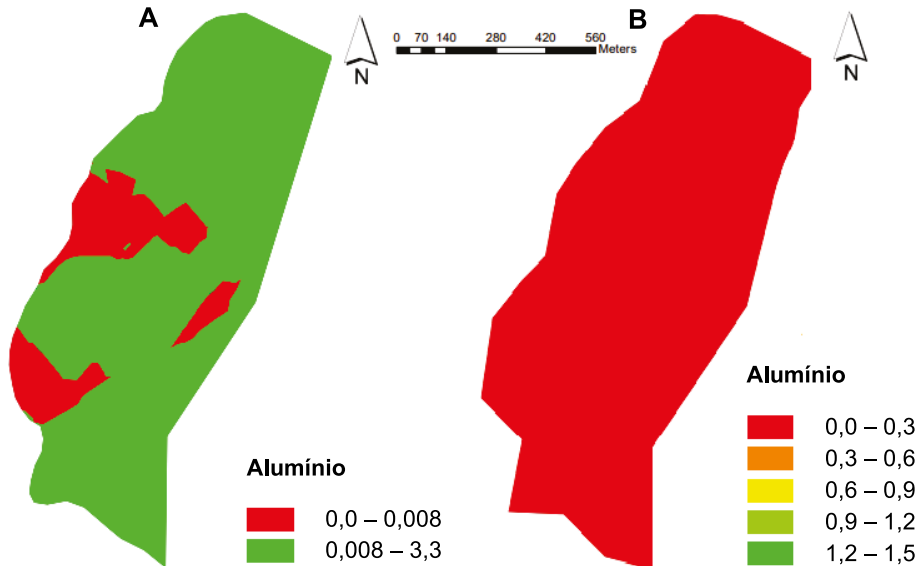 A
B
0 70 140 280 420 560
Meters
N
N
Alumínio
0,0 – 0,008
0,008 – 3,3
Alumínio
0,0 – 0,3
0,3 – 0,6
0,6 – 0,9
0,9 – 1,2
1,2 – 1,5